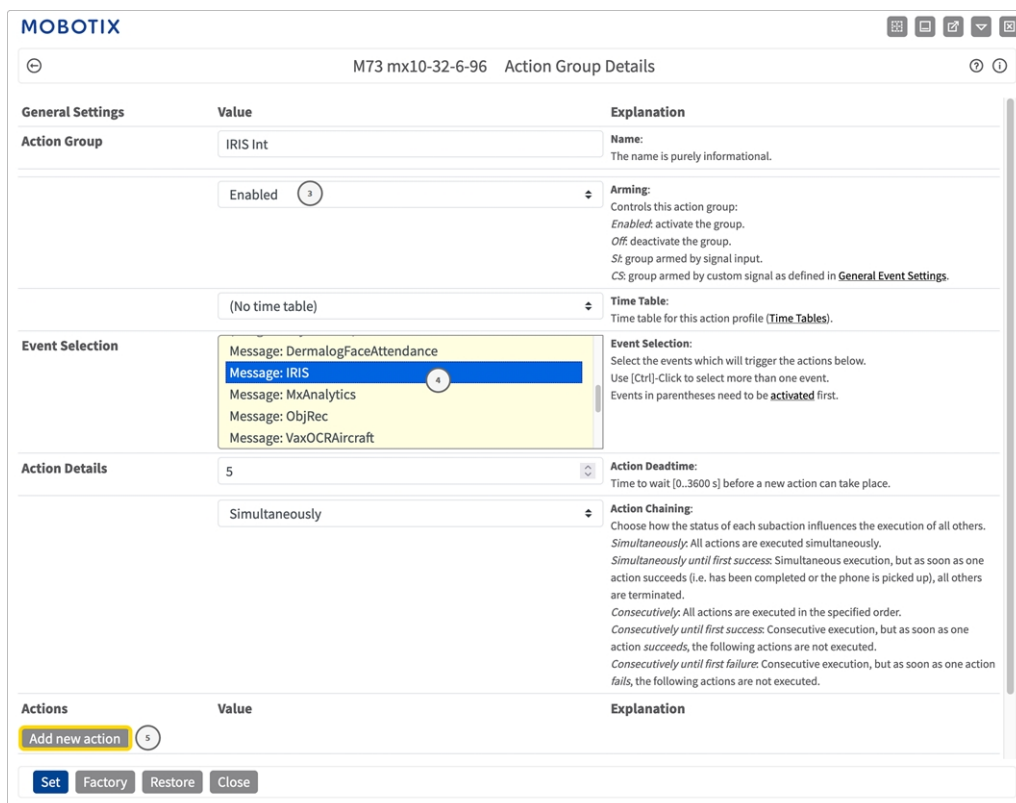 MOBOTIX
M73 mx10-32-6-96 Action Group Details
General Settings Value Explanation
Action Group IRIS Int Name:
The name is purely informational.
Enabled 3 Arming:
Controls this action group:
Enabled: activate the group.
Off: deactivate the group.
SI: group armed by signal input.
CS: group armed by custom signal as defined in General Event Settings.
(No time table) Time Table:
Time table for this action profile (Time Tables).
Event Selection Event Selection:
Message: DermalogFaceAttendance Select the events which will trigger the actions below.
Message: IRIS 4 Use [Ctrl]-Click to select more than one event.
Message: MxAnalytics Events in parentheses need to be activated first.
Message: ObjRec
Message: VaxOCRAircraft
Action Details 5 Action Deadtime:
Time to wait [0..3600 s] before a new action can take place.
Simultaneously Action Chaining:
Choose how the status of each subaction influences the execution of all others.
Simultaneously: All actions are executed simultaneously.
Simultaneously until first success: Simultaneous execution, but as soon as one
action succeeds (i.e. has been completed or the phone is picked up), all others
are terminated.
Consecutively: All actions are executed in the specified order.
Consecutively until first success: Consecutive execution, but as soon as one
action succeeds, the following actions are not executed.
Consecutively until first failure: Consecutive execution, but as soon as one action
fails, the following actions are not executed.
Actions Value Explanation
Add new action 5
Set Factory Restore Close